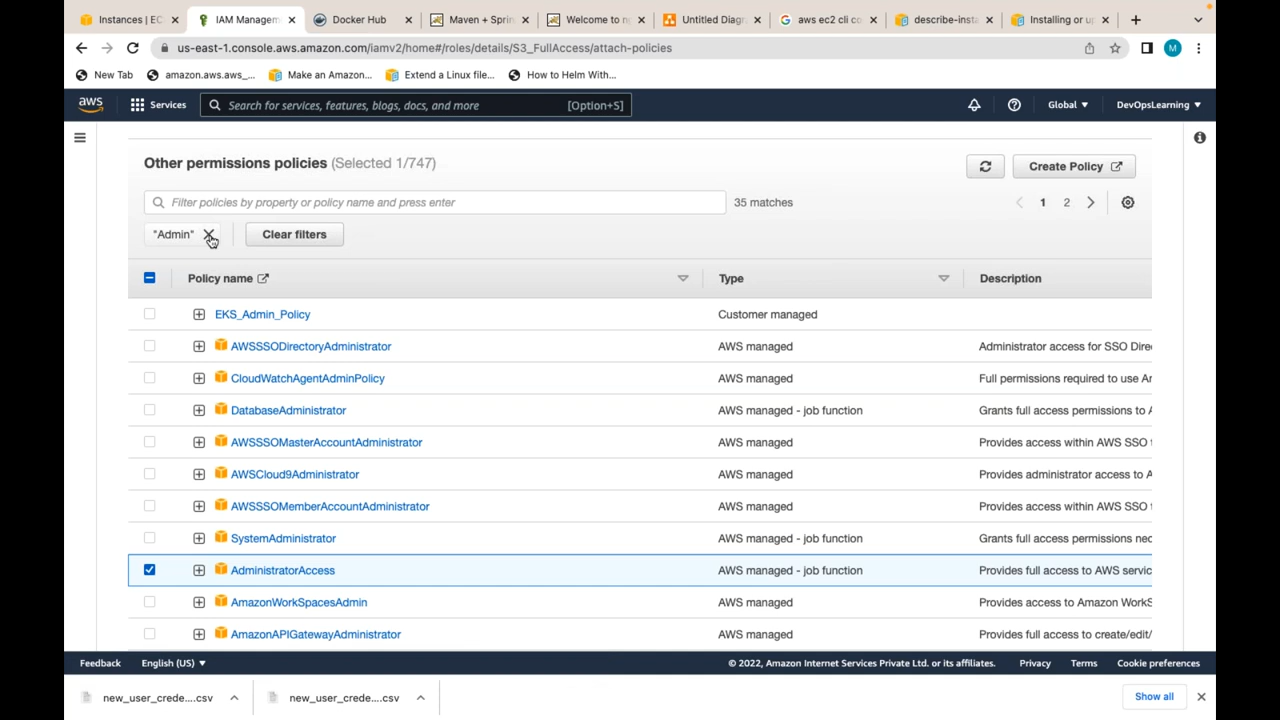 Instances | EC
IAM Managem
Docker Hub
Maven + Sprin
Welcome to n
Untitled Diagr
aws ec2 cli co
describe-insta
Installing or up
us-east-1.console.aws.amazon.com/iamv2/home#/roles/details/S3_FullAccess/attach-policies
M
New Tab
amazon.aws.aws_...
Make an Amazon...
Extend a Linux file...
How to Helm With...
aws
Services
Search for services, features, blogs, docs, and more
[Option+S]
Global
DevOpsLearning
Other permissions policies (Selected 1/747)
Create Policy
Filter policies by property or policy name and press enter
35 matches
1 2
"Admin"
Clear filters
Policy name
Type
Description
EKS_Admin_Policy
Customer managed
AWSSSODirectoryAdministrator
AWS managed
Administrator access for SSO Dire
CloudWatchAgentAdminPolicy
AWS managed
Full permissions required to use Ar
DatabaseAdministrator
AWS managed - job function
Grants full access permissions to A
AWSSSOMasterAccountAdministrator
AWS managed
Provides access within AWS SSO t
AWSCloud9Administrator
AWS managed
Provides administrator access to A
AWSSSOMemberAccountAdministrator
AWS managed
Provides access within AWS SSO t
SystemAdministrator
AWS managed - job function
Grants full access permissions nec
AdministratorAccess
AWS managed - job function
Provides full access to AWS servic
AmazonWorkSpacesAdmin
AWS managed
Provides access to Amazon WorkS
AmazonAPIGatewayAdministrator
AWS managed
Provides full access to create/edit/
Feedback
English (US)
© 2022, Amazon Internet Services Private Ltd. or its affiliates.
Privacy
Terms
Cookie preferences
new_user_crede....csv
new_user_crede....csv
Show all